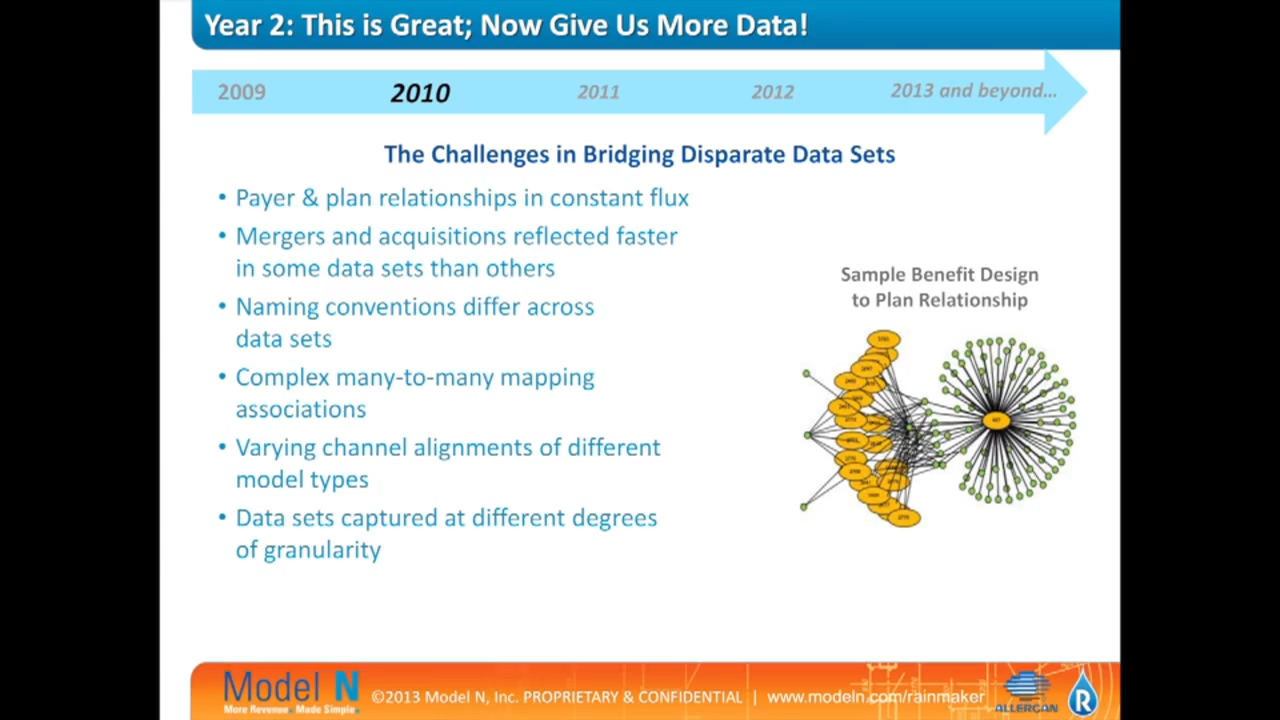 Year 2: This is Great; Now Give Us More Data!
2009 2010 2011 2012 2013 and beyond...
The Challenges in Bridging Disparate Data Sets
• Payer & plan relationships in constant flux
• Mergers and acquisitions reflected faster
in some data sets than others
• Naming conventions differ across
data sets
• Complex many-to-many mapping
associations
• Varying channel alignments of different
model types
• Data sets captured at different degrees
of granularity
Sample Benefit Design
to Plan Relationship
Model N
More Revenue. Made Simple.
©2013 Model N, Inc. PROPRIETARY & CONFIDENTIAL | www.modeln.com/rainmaker
ALLERGAN
R